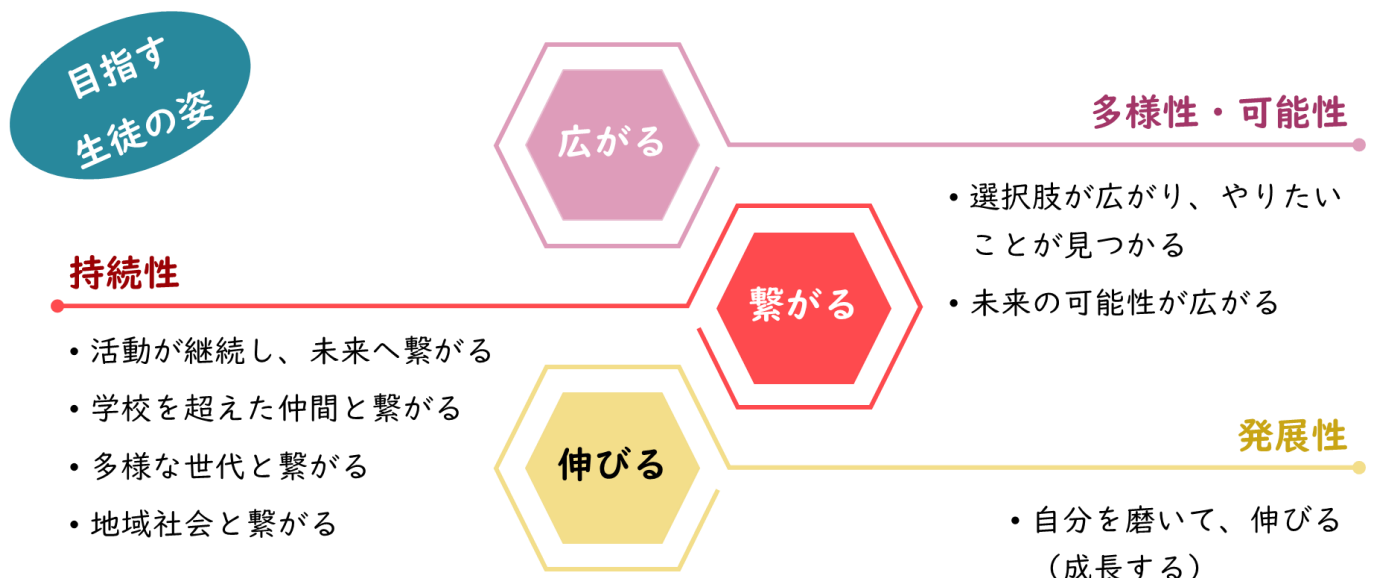 目指す
生徒の姿
広がる
多様性・可能性
• 選択肢が広がり、やりたい
ことが見つかる
• 未来の可能性が広がる
繋がる
持続性
• 活動が継続し、未来へ繋がる
• 学校を超えた仲間と繋がる
• 多様な世代と繋がる
• 地域社会と繋がる
伸びる
発展性
• 自分を磨いて、伸びる
（成長する）